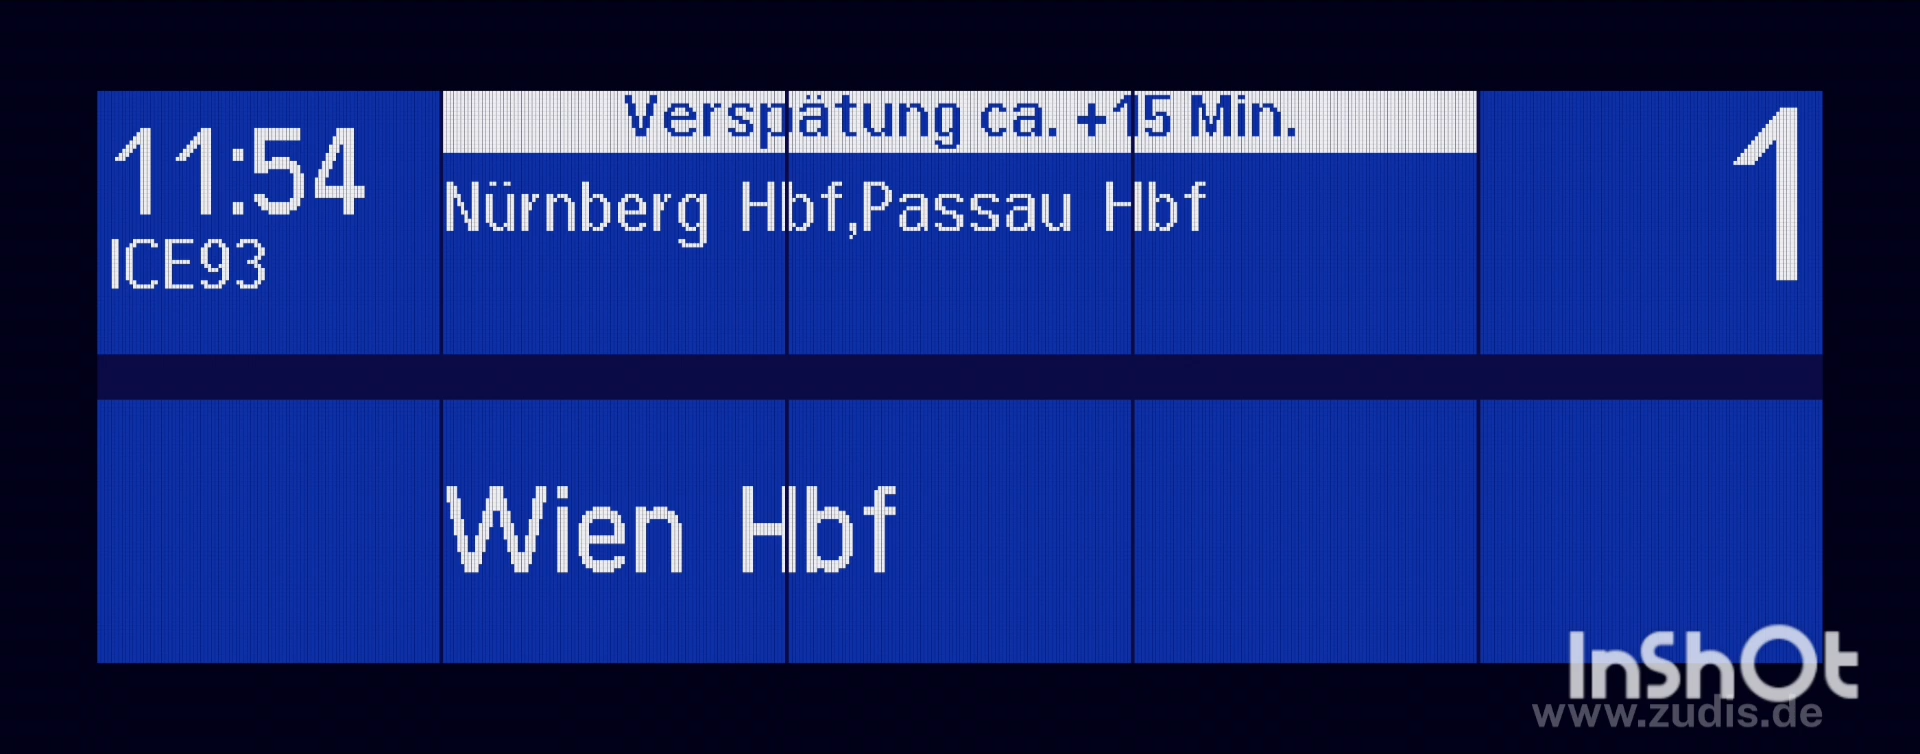 Verspätung ca. +15 Min.
11:54
1
Nürnberg Hbf,Passau Hbf
ICE93
Wien Hbf
InShOt
www.zudis.de